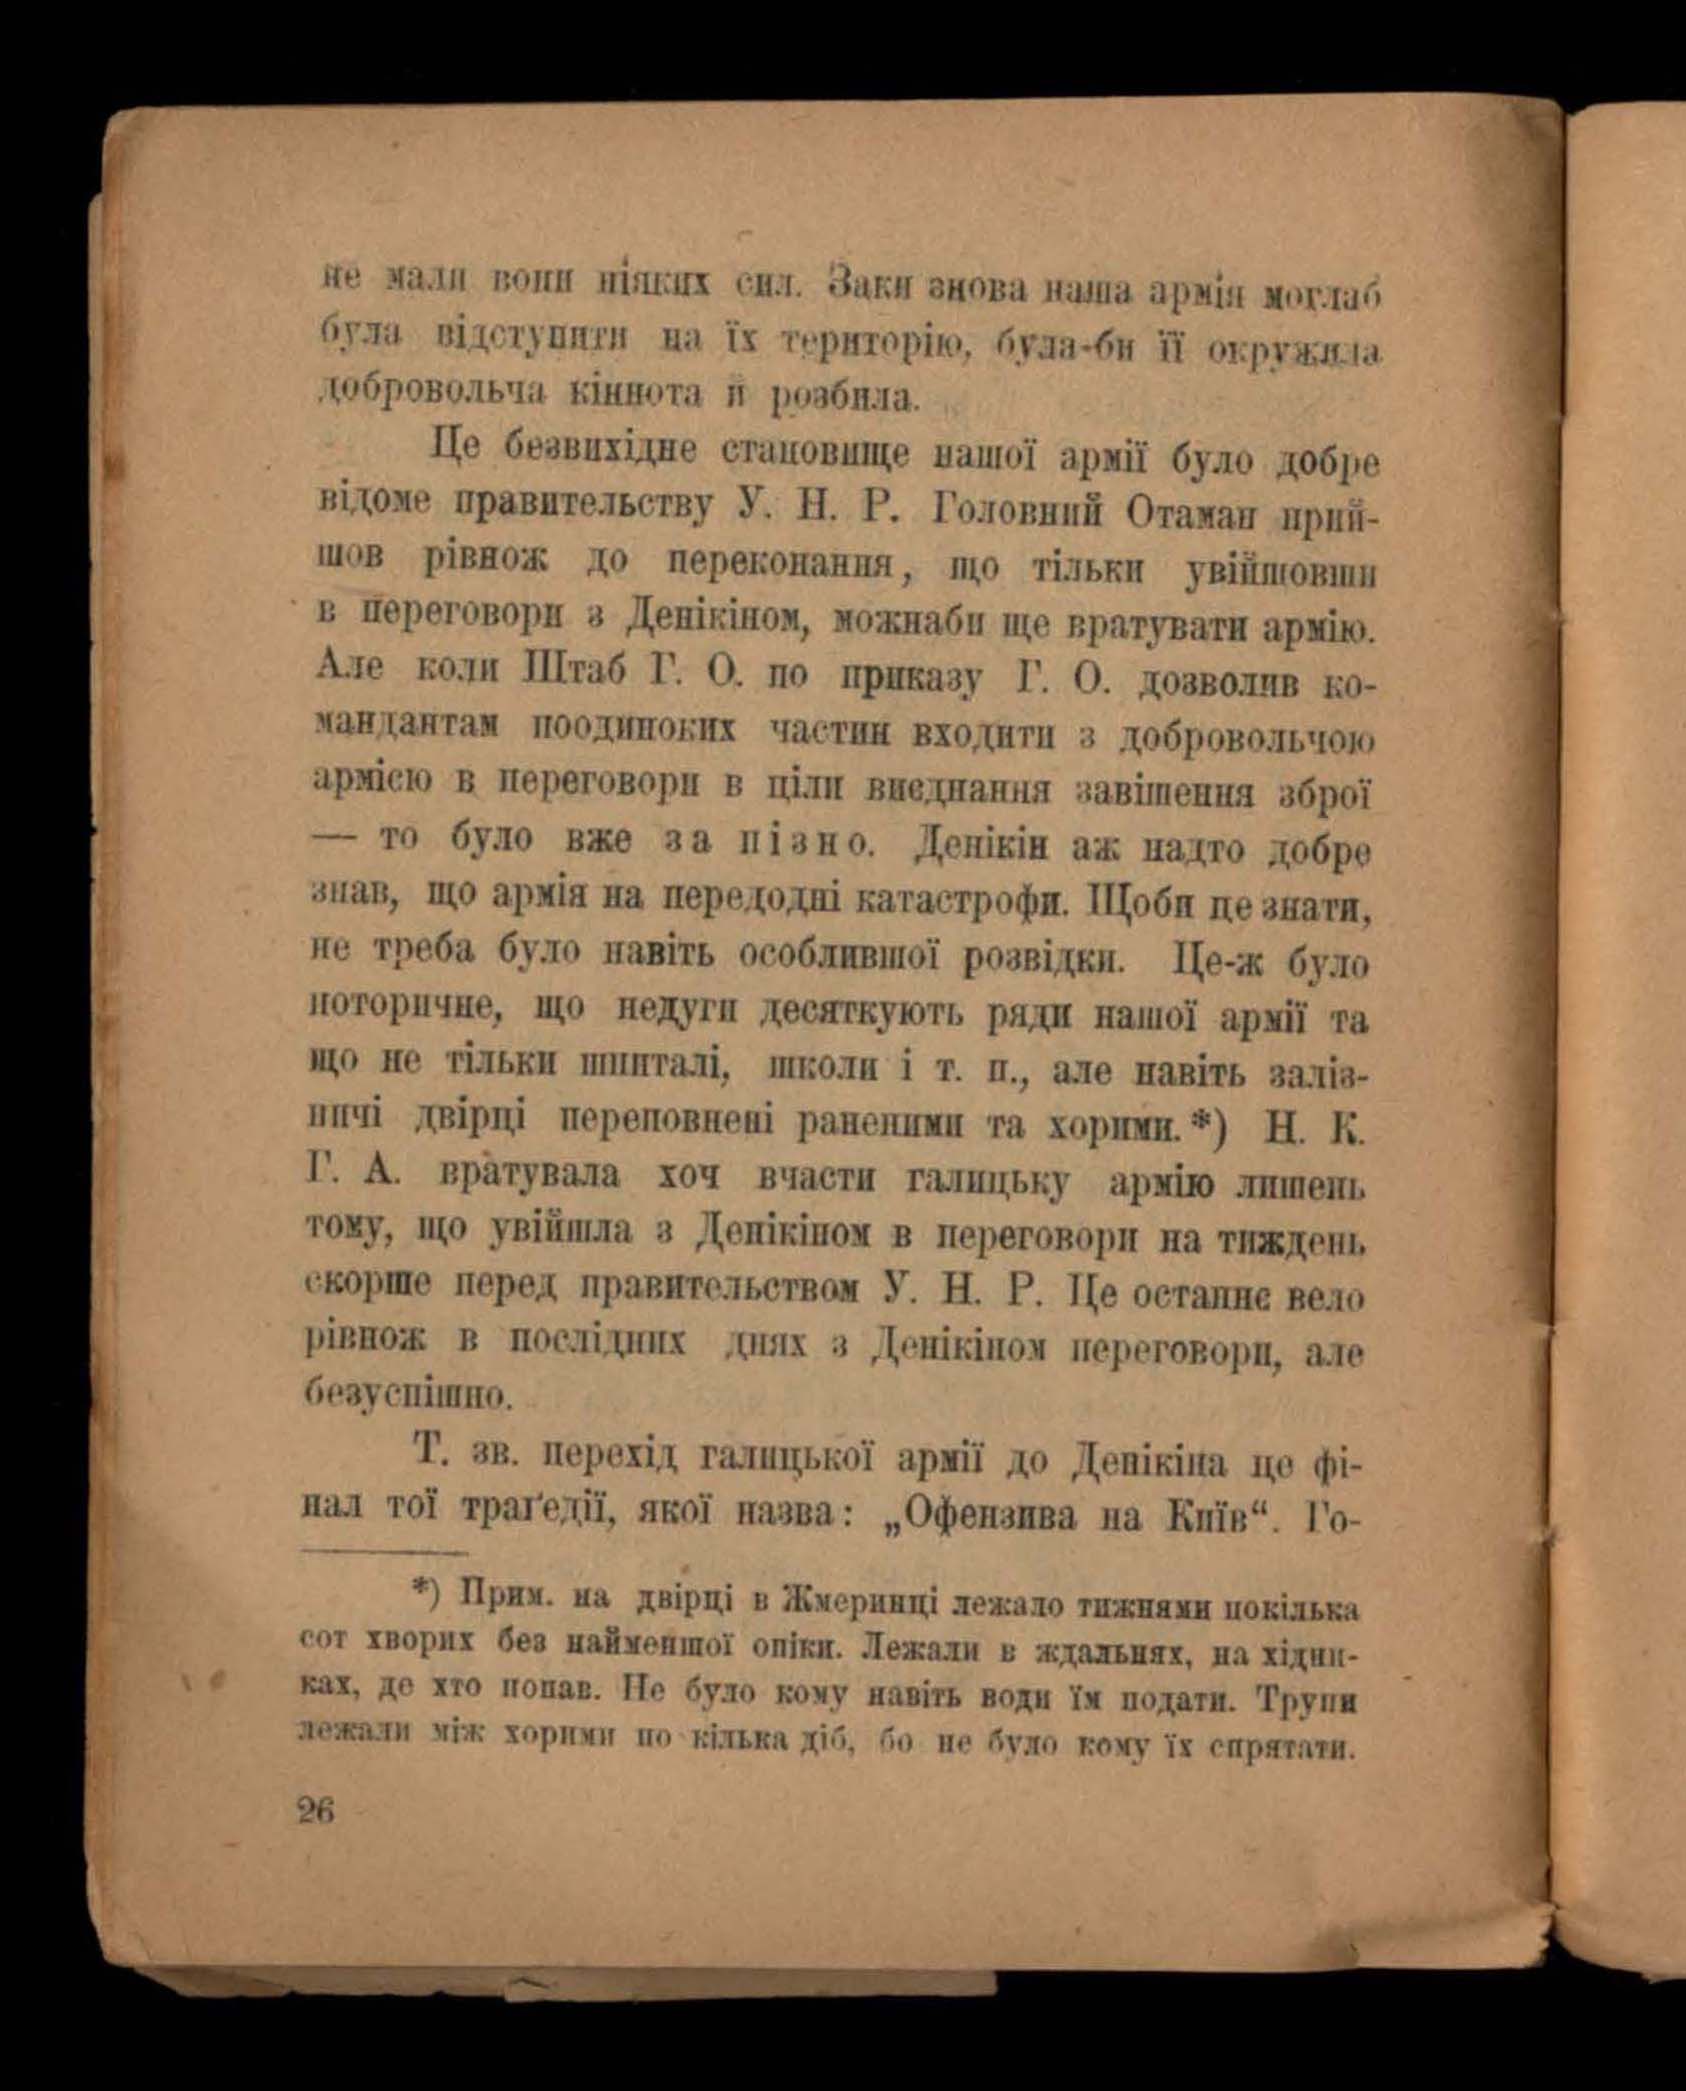 не мали вони ніяких сил. Заки знова наша армія моглаб
була відступити на їх територію, була-би її окружила
добровольча кіннота й розбила.
Це безвихідне становище нашої армії було добре
відоме правительству У. Н. Р. Головний Отаман прий-
шов рівнож до переконання, що тільки увійшовши
в переговори з Денікіном, можнаби ще вратувати армію.
Але коли Штаб Г. О. по приказу Г. О. дозволив ко-
мандантам поодиноких частин входити з добровольчою
армією в переговори в ціли виєднання завішення зброї
— то було вже за пізно. Денікін аж надто добре
знав, що армія на передодні катастрофи. Щоби це знати,
не треба було навіть особлившої розвідки. Це-ж було
ноторичне, що недуги десяткують ряди нашої армії та
що не тільки шпиталі, школи і т. п., але навіть заліз-
ничі двірці переповнені раненими та хорими.*) Н. К.
Г. А. вратувала хоч вчасти галицьку армію лишень
тому, що увійшла з Денікіном в переговори на тиждень
скорше перед правительством У. Н. Р. Це останнє вело
рівнож в послідних днях з Денікіном переговори, але
безуспішно.
Т. зв. перехід галицької армії до Денікіна це фі-
нал тої траґедії, якої назва: „Офензива на Київ“. Го-
*) Прим. на двірці в Жмеринці лежало тижнями покілька
сот хворих без найменшої опіки. Лежали в ждальнях, на хідни-
ках, де хто попав. Не було кому навіть води їм подати. Трупи
лежали між хорими по кілька діб, бо не було кому їх спрятати.
26